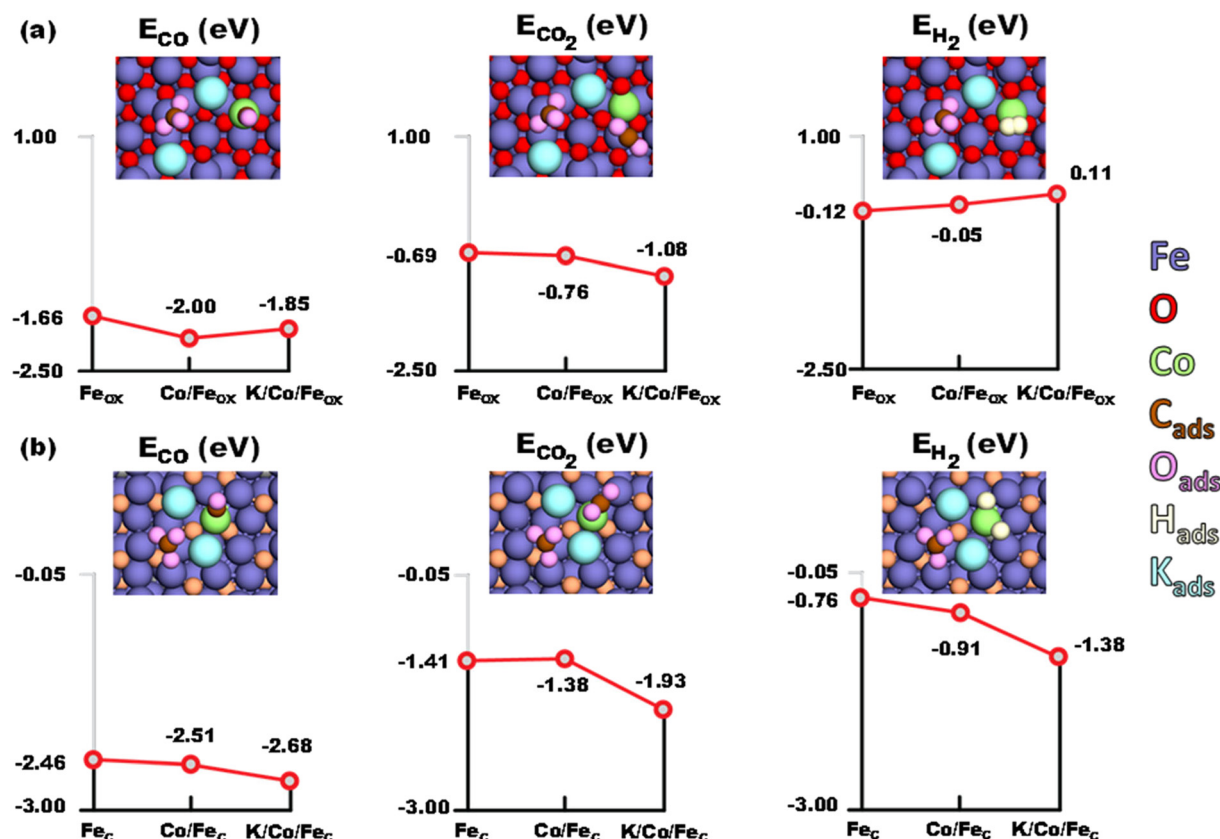 (a) E_CO (eV) E_CO₂ (eV) E_H₂ (eV)
1.00
-1.66
-2.50
-2.00
-1.85
Fe_OX Co/Fe_OX K/Co/Fe_OX
1.00
-0.69
-2.50
-0.76
-1.08
Fe_OX Co/Fe_OX K/Co/Fe_OX
1.00
-0.12
-2.50
-0.05
0.11
Fe_OX Co/Fe_OX K/Co/Fe_OX
(b) E_CO (eV) E_CO₂ (eV) E_H₂ (eV)
-0.05
-2.46
-3.00
-2.51
-2.68
Fe_C Co/Fe_C K/Co/Fe_C
-0.05
-1.41
-3.00
-1.38
-1.93
Fe_C Co/Fe_C K/Co/Fe_C
-0.05
-0.76
-3.00
-0.91
-1.38
Fe_C Co/Fe_C K/Co/Fe_C
Fe
O
Co
C_ads
O_ads
H_ads
K_ads